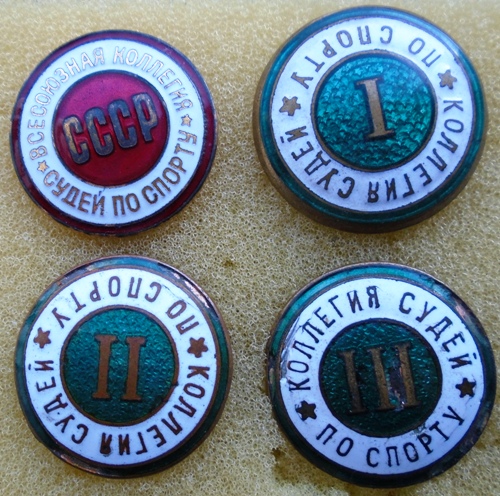 ВСЕСОЮЗНАЯ КОЛЛЕГИЯ
СУДЕЙ ПО СПОРТУ
СССР
КОЛЛЕГИЯ СУДЕЙ
ПО СПОРТУ
I
КОЛЛЕГИЯ СУДЕЙ
ПО СПОРТУ
II
КОЛЛЕГИЯ СУДЕЙ
ПО СПОРТУ
III